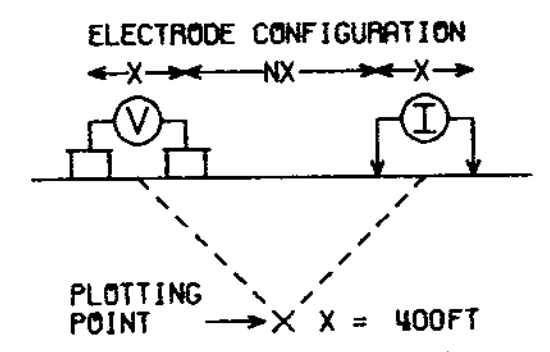 ELECTRODE CONFIGURATION
X NX X
V I
PLOTTING
POINT X X = 400FT